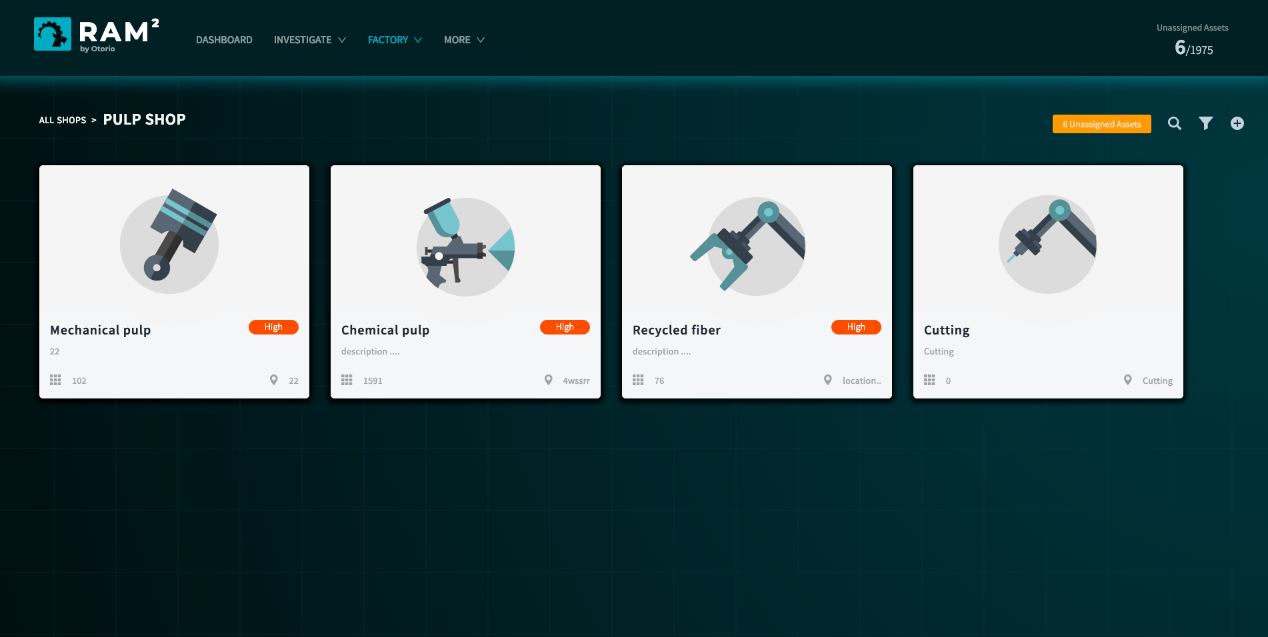 RAM²
by Otorio
DASHBOARD INVESTIGATE FACTORY MORE
Unassigned Assets
6/1975
ALL SHOPS > PULP SHOP
6 Unassigned Assets
Mechanical pulp High
22
102 22
Chemical pulp High
description ....
1591 4wssrr
Recycled fiber High
description ....
76 location..
Cutting
Cutting
0 Cutting